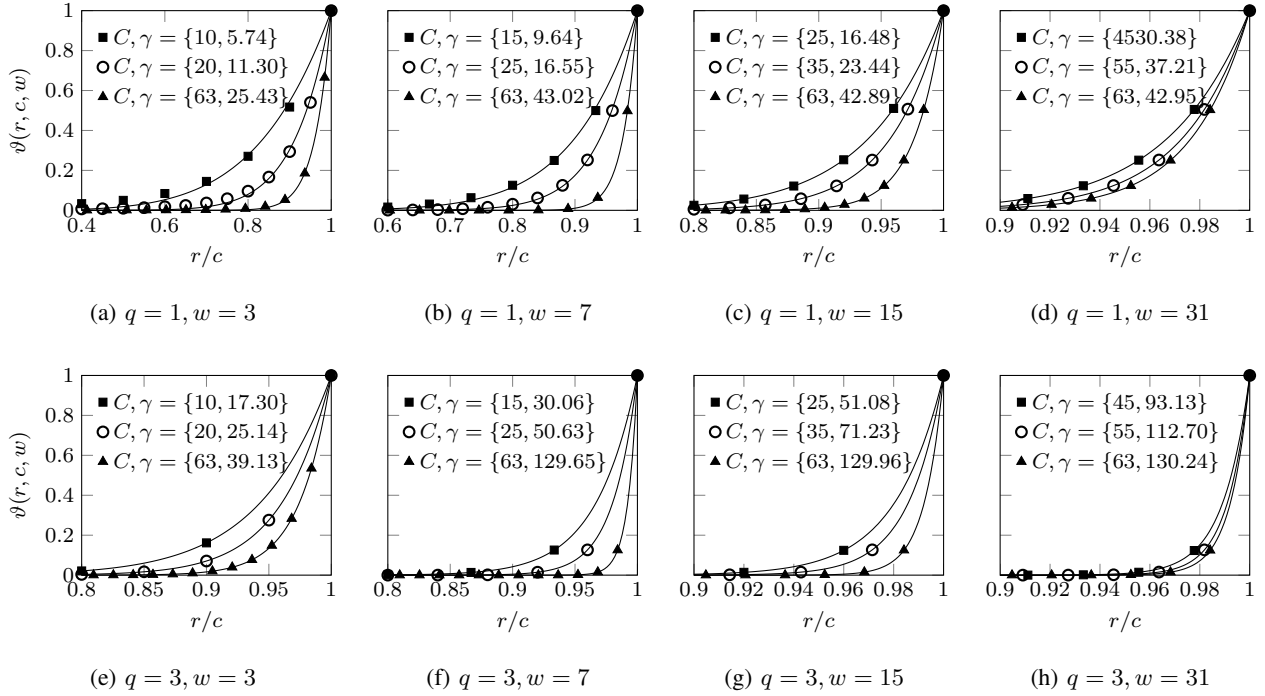 ϑ(r, c, w)
1
0.8
0.6
0.4
0.2
0
0.4 0.6 0.8 1
C, γ = {10, 5.74}
C, γ = {20, 11.30}
C, γ = {63, 25.43}
r/c
(a) q = 1, w = 3
0.6 0.7 0.8 0.9 1
C, γ = {15, 9.64}
C, γ = {25, 16.55}
C, γ = {63, 43.02}
r/c
(b) q = 1, w = 7
0.8 0.85 0.9 0.95 1
C, γ = {25, 16.48}
C, γ = {35, 23.44}
C, γ = {63, 42.89}
r/c
(c) q = 1, w = 15
0.9 0.92 0.94 0.96 0.98 1
C, γ = {4530.38}
C, γ = {55, 37.21}
C, γ = {63, 42.95}
r/c
(d) q = 1, w = 31
ϑ(r, c, w)
1
0.8
0.6
0.4
0.2
0
0.8 0.85 0.9 0.95 1
C, γ = {10, 17.30}
C, γ = {20, 25.14}
C, γ = {63, 39.13}
r/c
(e) q = 3, w = 3
0.8 0.85 0.9 0.95 1
C, γ = {15, 30.06}
C, γ = {25, 50.63}
C, γ = {63, 129.65}
r/c
(f) q = 3, w = 7
0.9 0.92 0.94 0.96 0.98 1
C, γ = {25, 51.08}
C, γ = {35, 71.23}
C, γ = {63, 129.96}
r/c
(g) q = 3, w = 15
0.9 0.92 0.94 0.96 0.98 1
C, γ = {45, 93.13}
C, γ = {55, 112.70}
C, γ = {63, 130.24}
r/c
(h) q = 3, w = 31